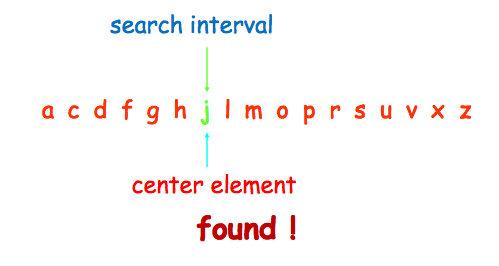 search interval
a c d f g h j l m o p r s u v x z
center element
found !